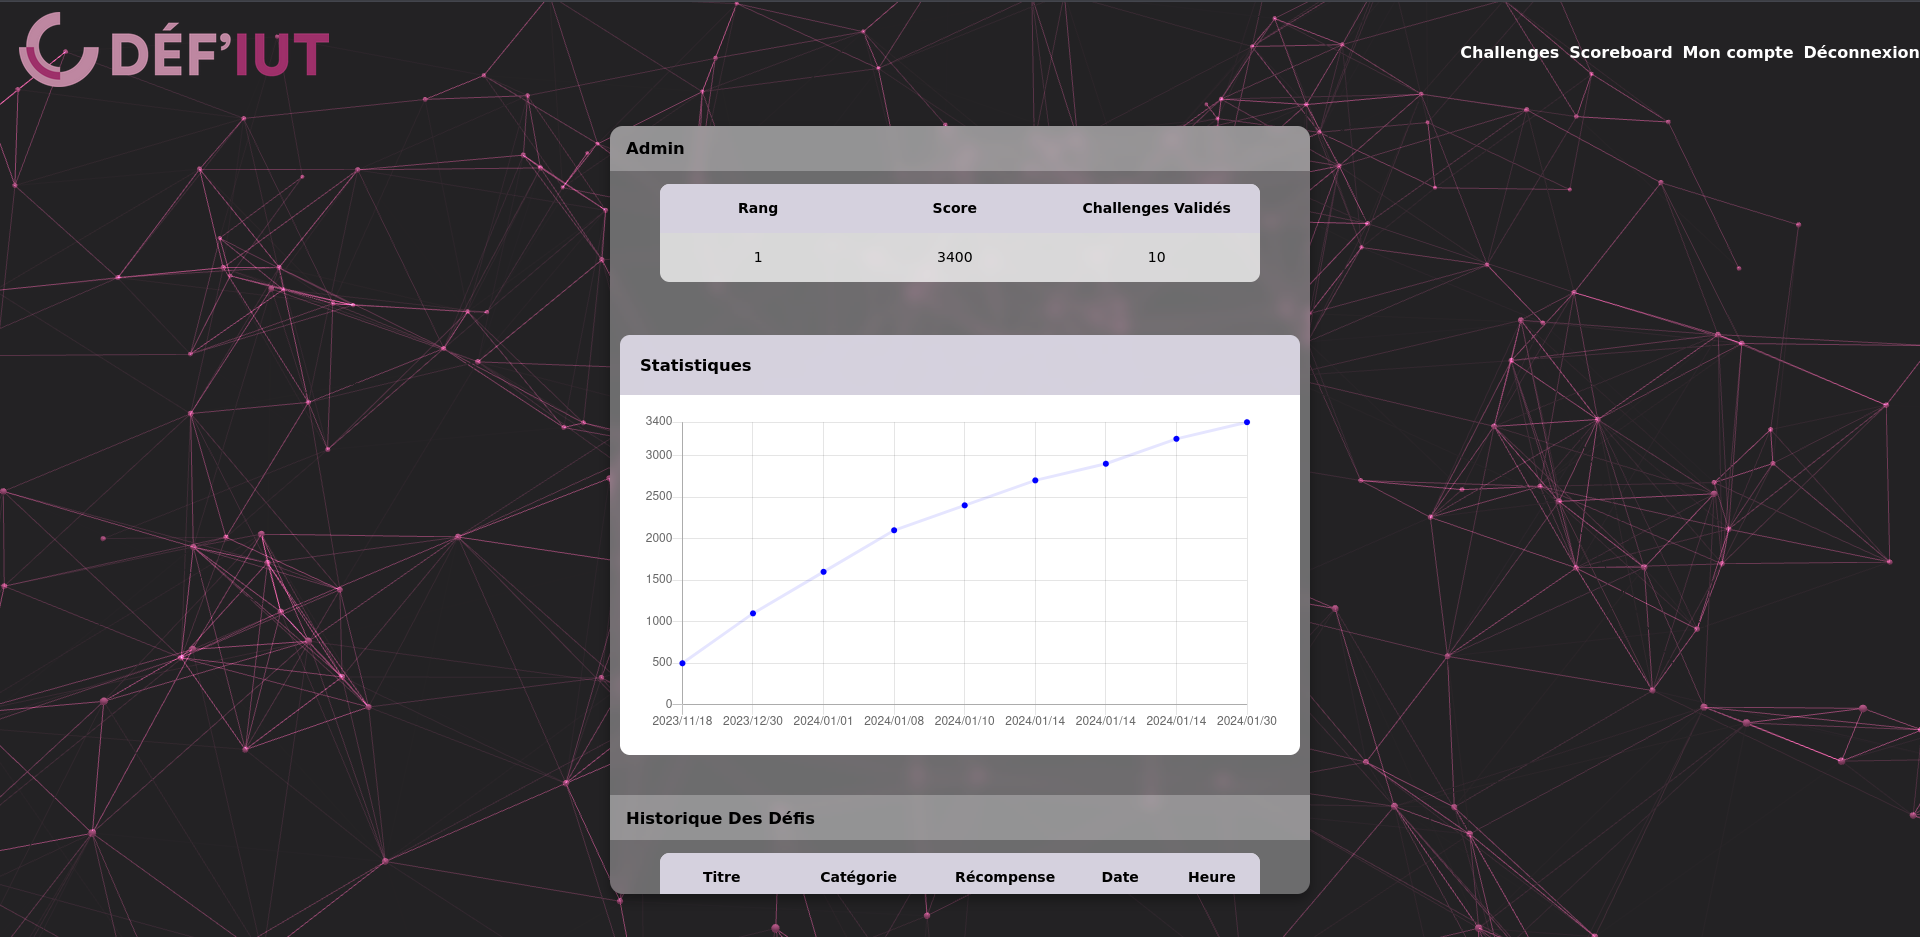 DÉF'IUT
Challenges Scoreboard Mon compte Déconnexion
Admin
Rang Score Challenges Validés
1 3400 10
Statistiques
3400
3000
2500
2000
1500
1000
500
0
2023/11/18 2023/12/30 2024/01/01 2024/01/08 2024/01/10 2024/01/14 2024/01/14 2024/01/14 2024/01/30
Historique Des Défis
Titre Catégorie Récompense Date Heure